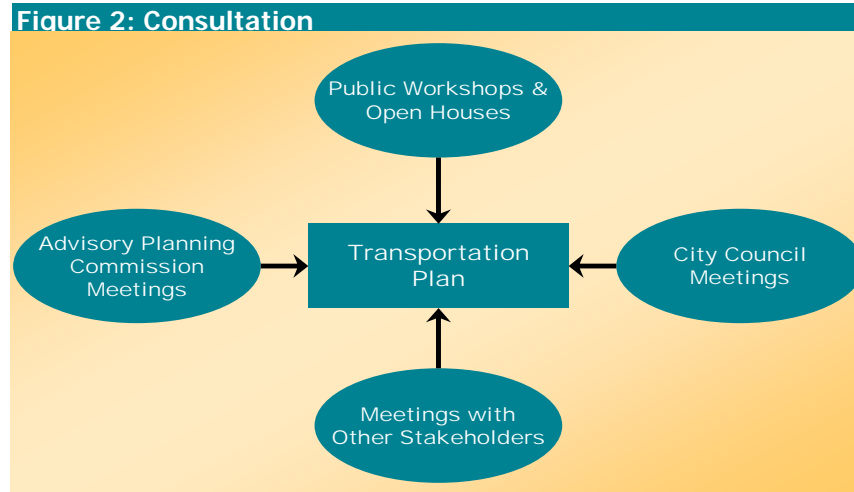 Figure 2: Consultation
Public Workshops &
Open Houses
Advisory Planning
Commission
Meetings
Transportation
Plan
City Council
Meetings
Meetings with
Other Stakeholders